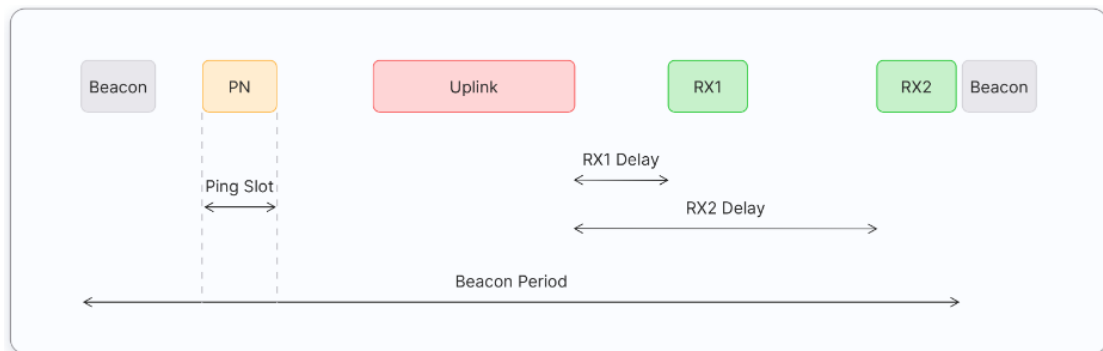 Beacon
PN
Uplink
RX1
RX2
Beacon
RX1 Delay
Ping Slot
RX2 Delay
Beacon Period